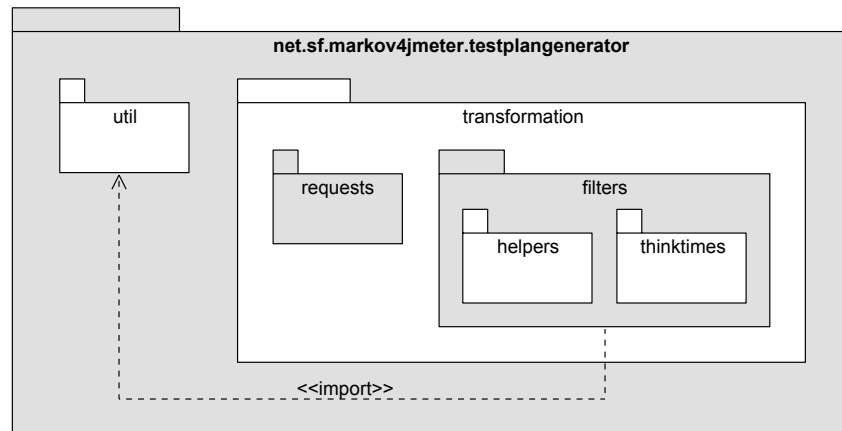 net.sf.markov4jmeter.testplangenerator
util
transformation
requests
filters
helpers
thinktimes
<<import>>